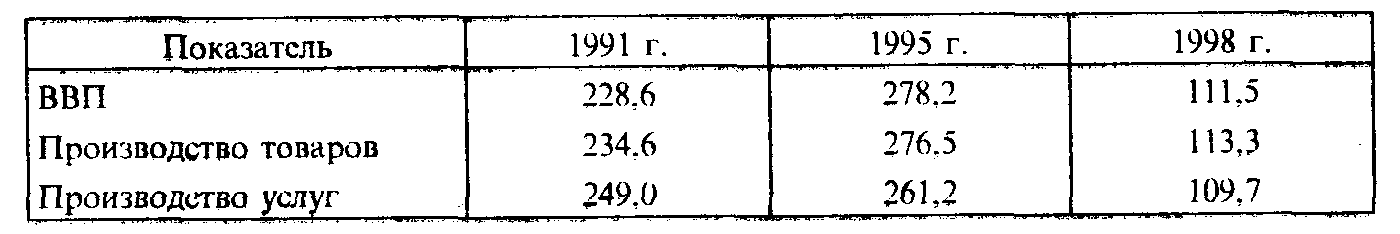 Показатель 1991 г. 1995 г. 1998 г.
ВВП 228,6 278,2 111,5
Производство товаров 234,6 276,5 113,3
Производство услуг 249,0 261,2 109,7